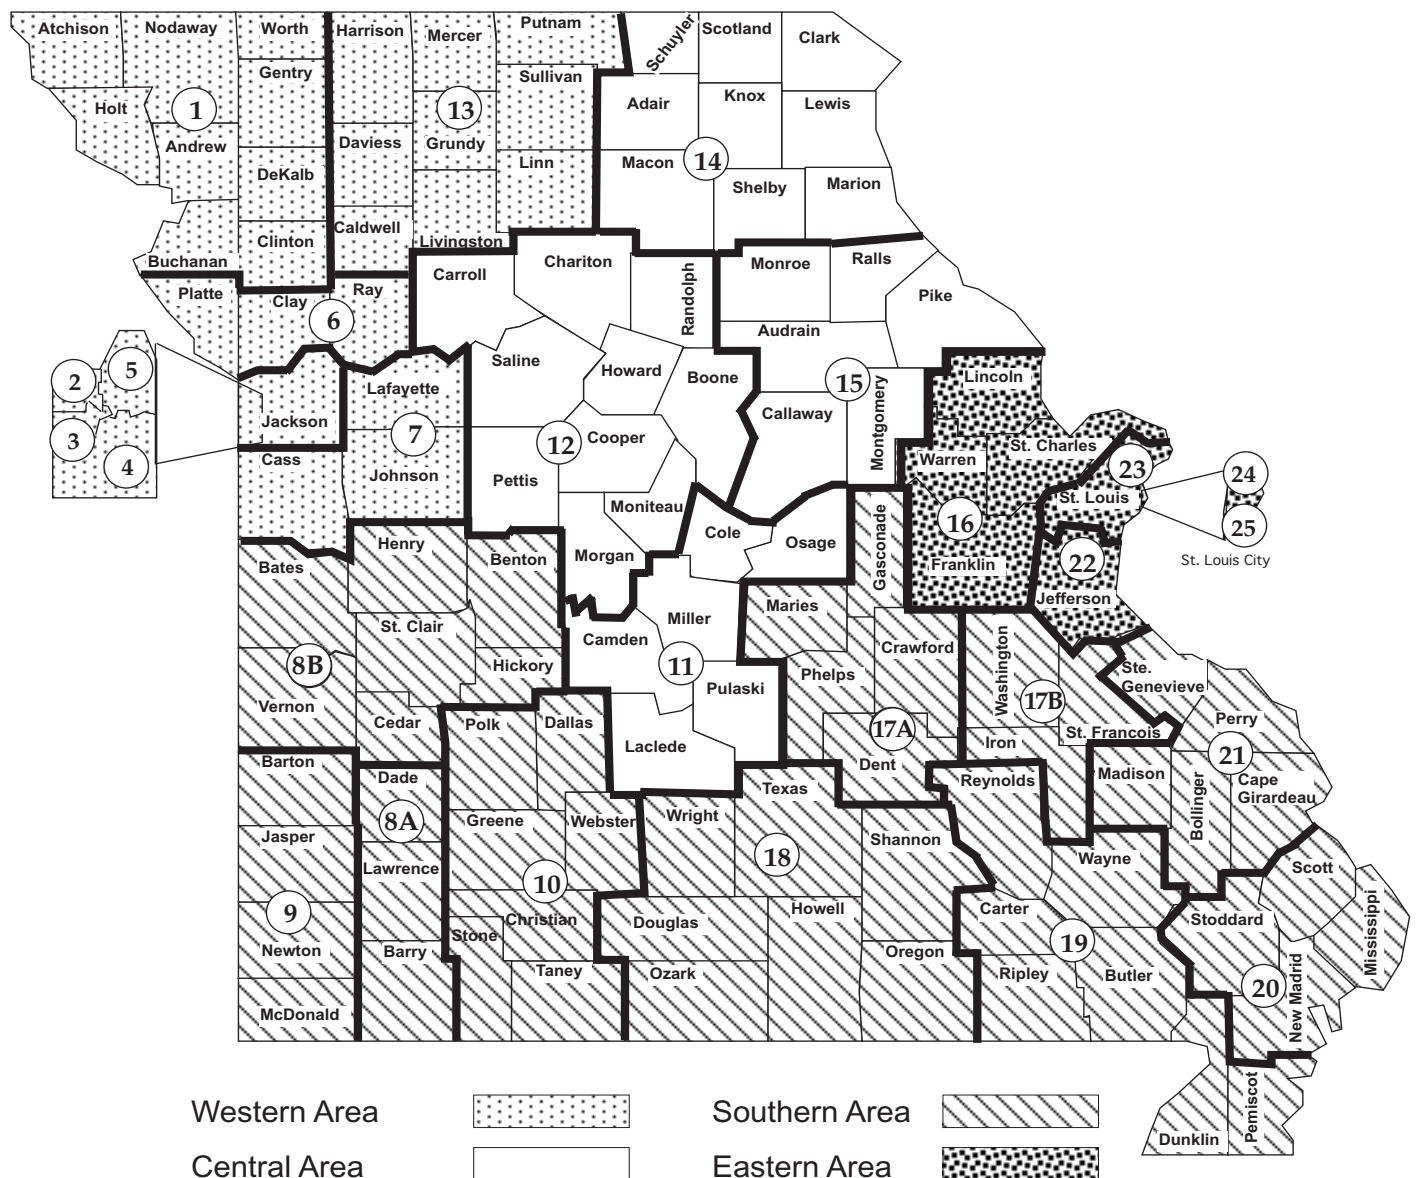 Atchison Nodaway Worth Harrison Mercer Putnam Schuyler Scotland Clark
Gentry Sullivan
Holt 1 13 Adair Knox Lewis
Andrew Daviess Grundy Linn Macon 14
DeKalb Shelby Marion
Clinton Caldwell Livingston
Buchanan Carroll Chariton Randolph Monroe Ralls
Platte Clay Ray Pike
6 Audrain
2 5 Saline Howard Boone 15 Lincoln
Jackson Lafayette Callaway Montgomery
3 4 7 12 Cooper Warren St. Charles
Cass Johnson Pettis 23 24
Moniteau 16 St. Louis 25
Henry Benton Morgan Cole Osage Gasconade Franklin 22 St. Louis City
Bates Maries Jefferson
St. Clair Camden Miller Crawford Washington
8B Hickory 11 Phelps Ste. Genevieve
Vernon Cedar Polk Dallas Pulaski 17A 17B St. Francois Perry
Barton Laclede Dent Iron 21
Dade Texas Reynolds Madison Bollinger Cape Girardeau
Jasper 8A Greene Webster Wright Shannon
Lawrence 18 Wayne Scott
9 10 Christian Douglas Howell Carter Stoddard Mississippi
Newton Barry Stone 19
Taney Ozark Oregon Ripley Butler 20 New Madrid
McDonald
Pemiscot
Dunklin
Western Area Southern Area
Central Area Eastern Area